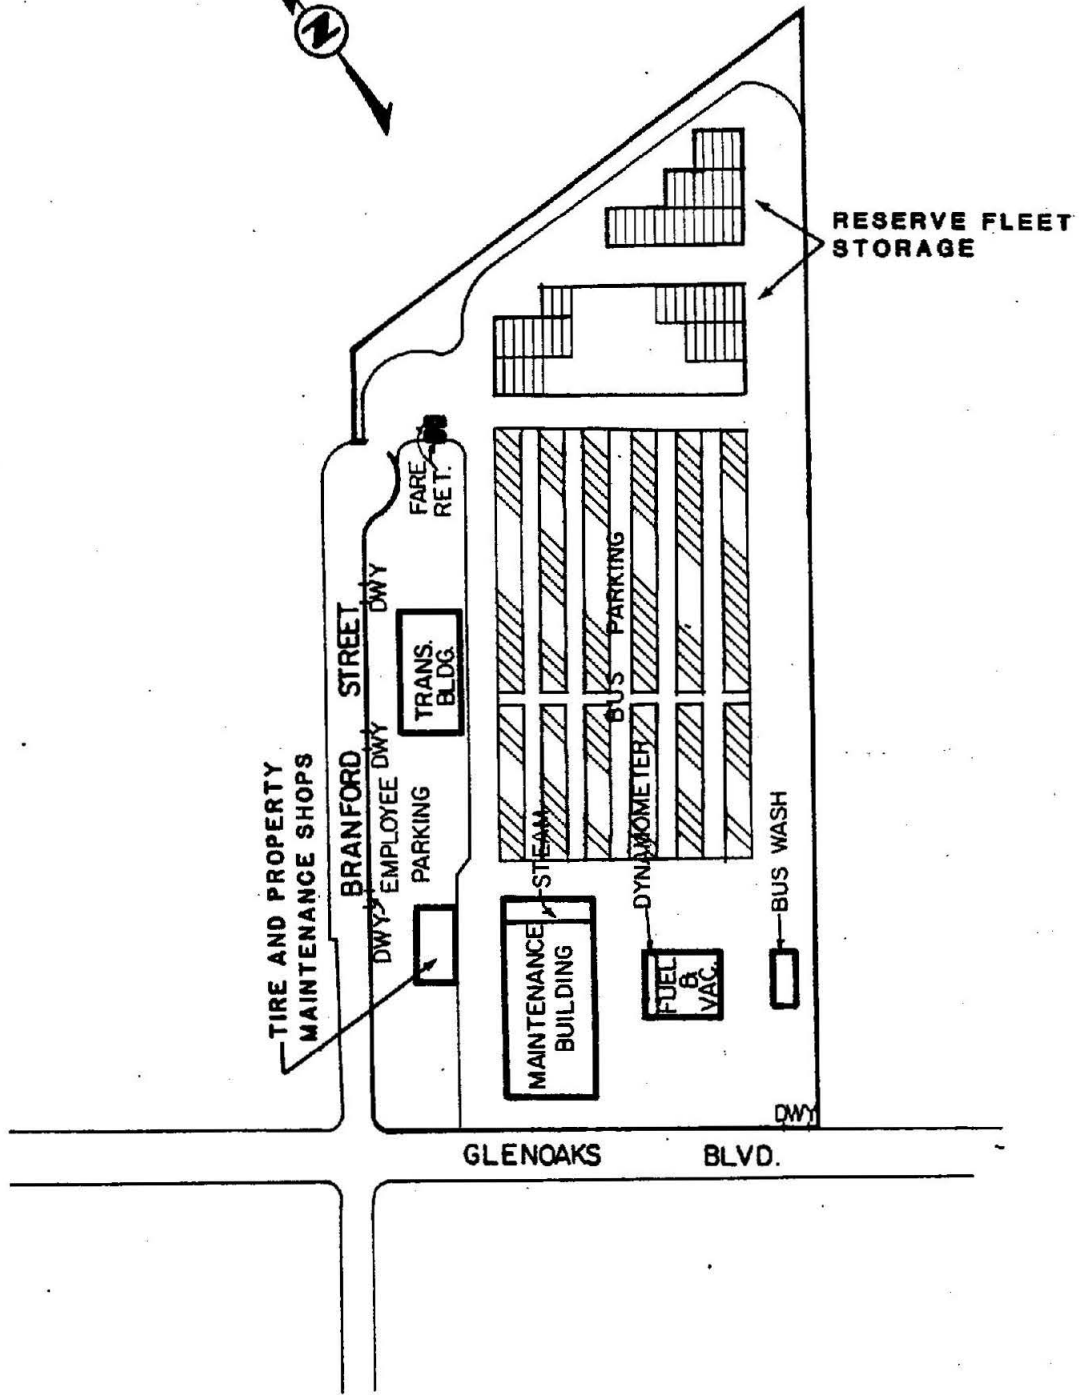 N
RESERVE FLEET
STORAGE
FARE
RET.
BUS PARKING
DWY
TRANS.
BLDG.
BRANFORD STREET
DWY
EMPLOYEE
PARKING
DWY
TIRE AND PROPERTY
MAINTENANCE SHOPS
STEAM
DYNAMOMETER
BUS WASH
MAINTENANCE
BUILDING
FUEL
&
VAC.
DWY
GLENOAKS BLVD.